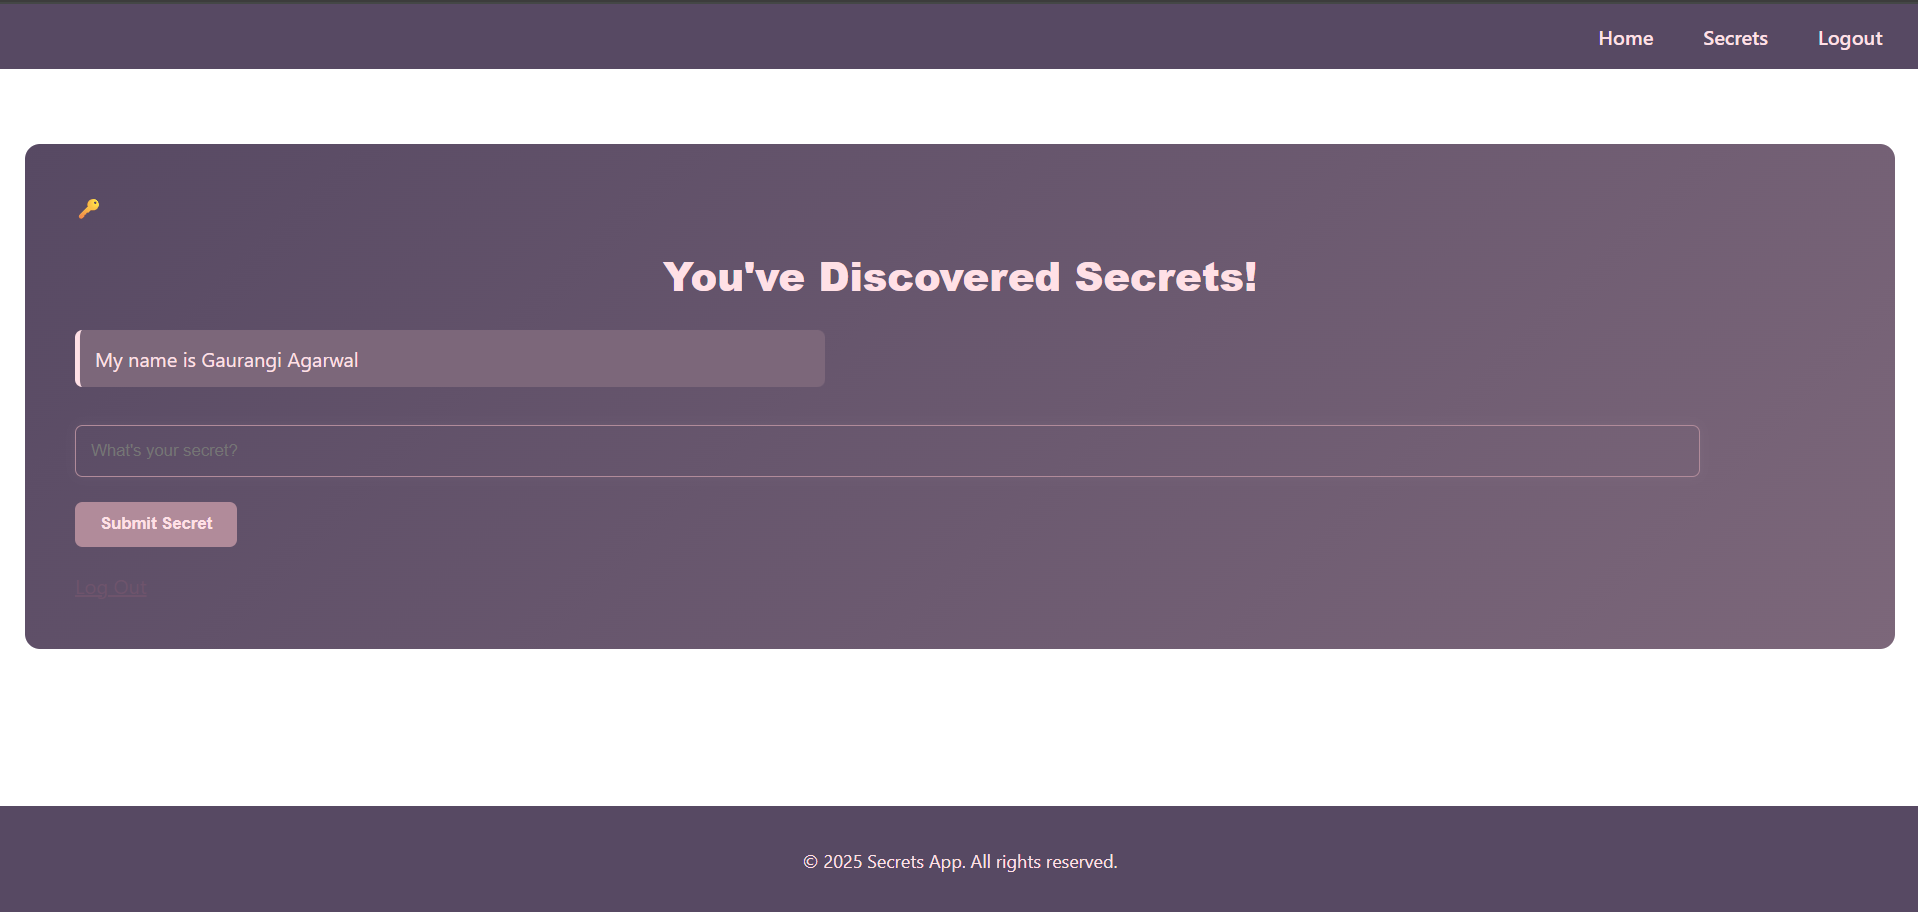 Home
Secrets
Logout
You've Discovered Secrets!
My name is Gaurangi Agarwal
What's your secret?
Submit Secret
Log Out
© 2025 Secrets App. All rights reserved.